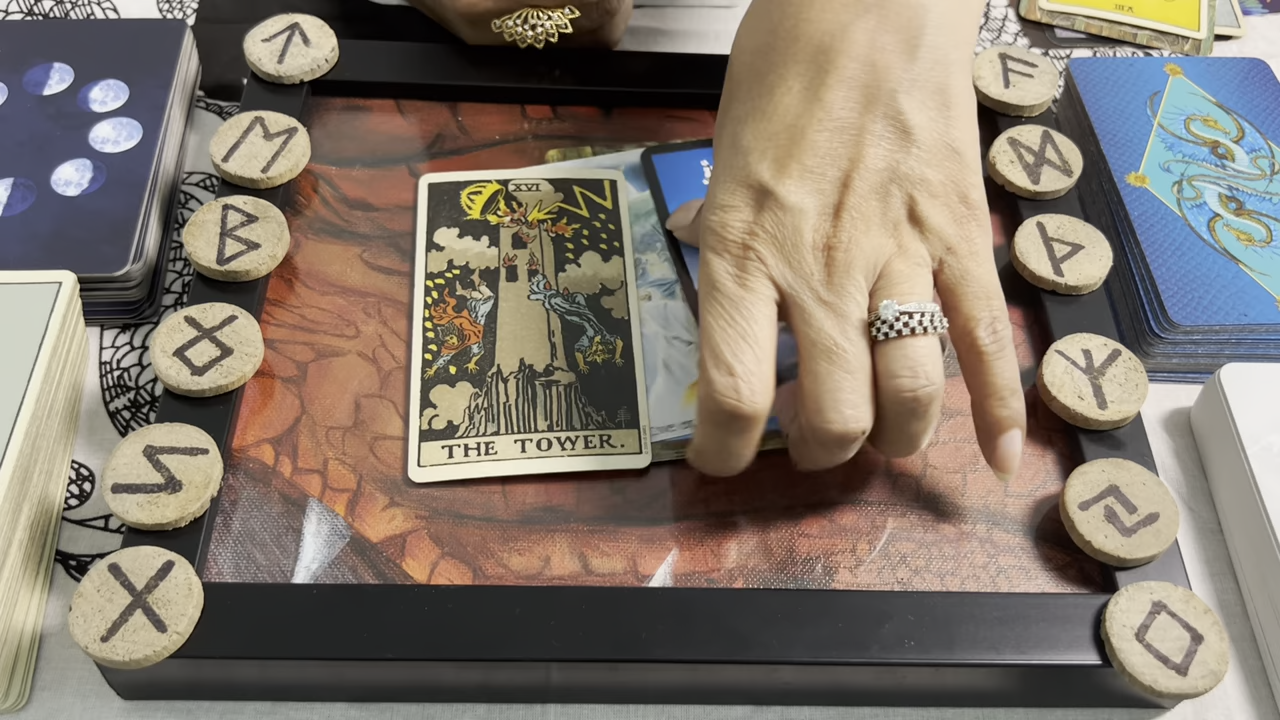 ᛏ
ᛖ
ᛒ
ᛟ
ᛊ
ᚷ
XVI
THE TOWER.
ᚨ
ᛞ
ᚦ
ᛉ
ᛃ
ᛜ